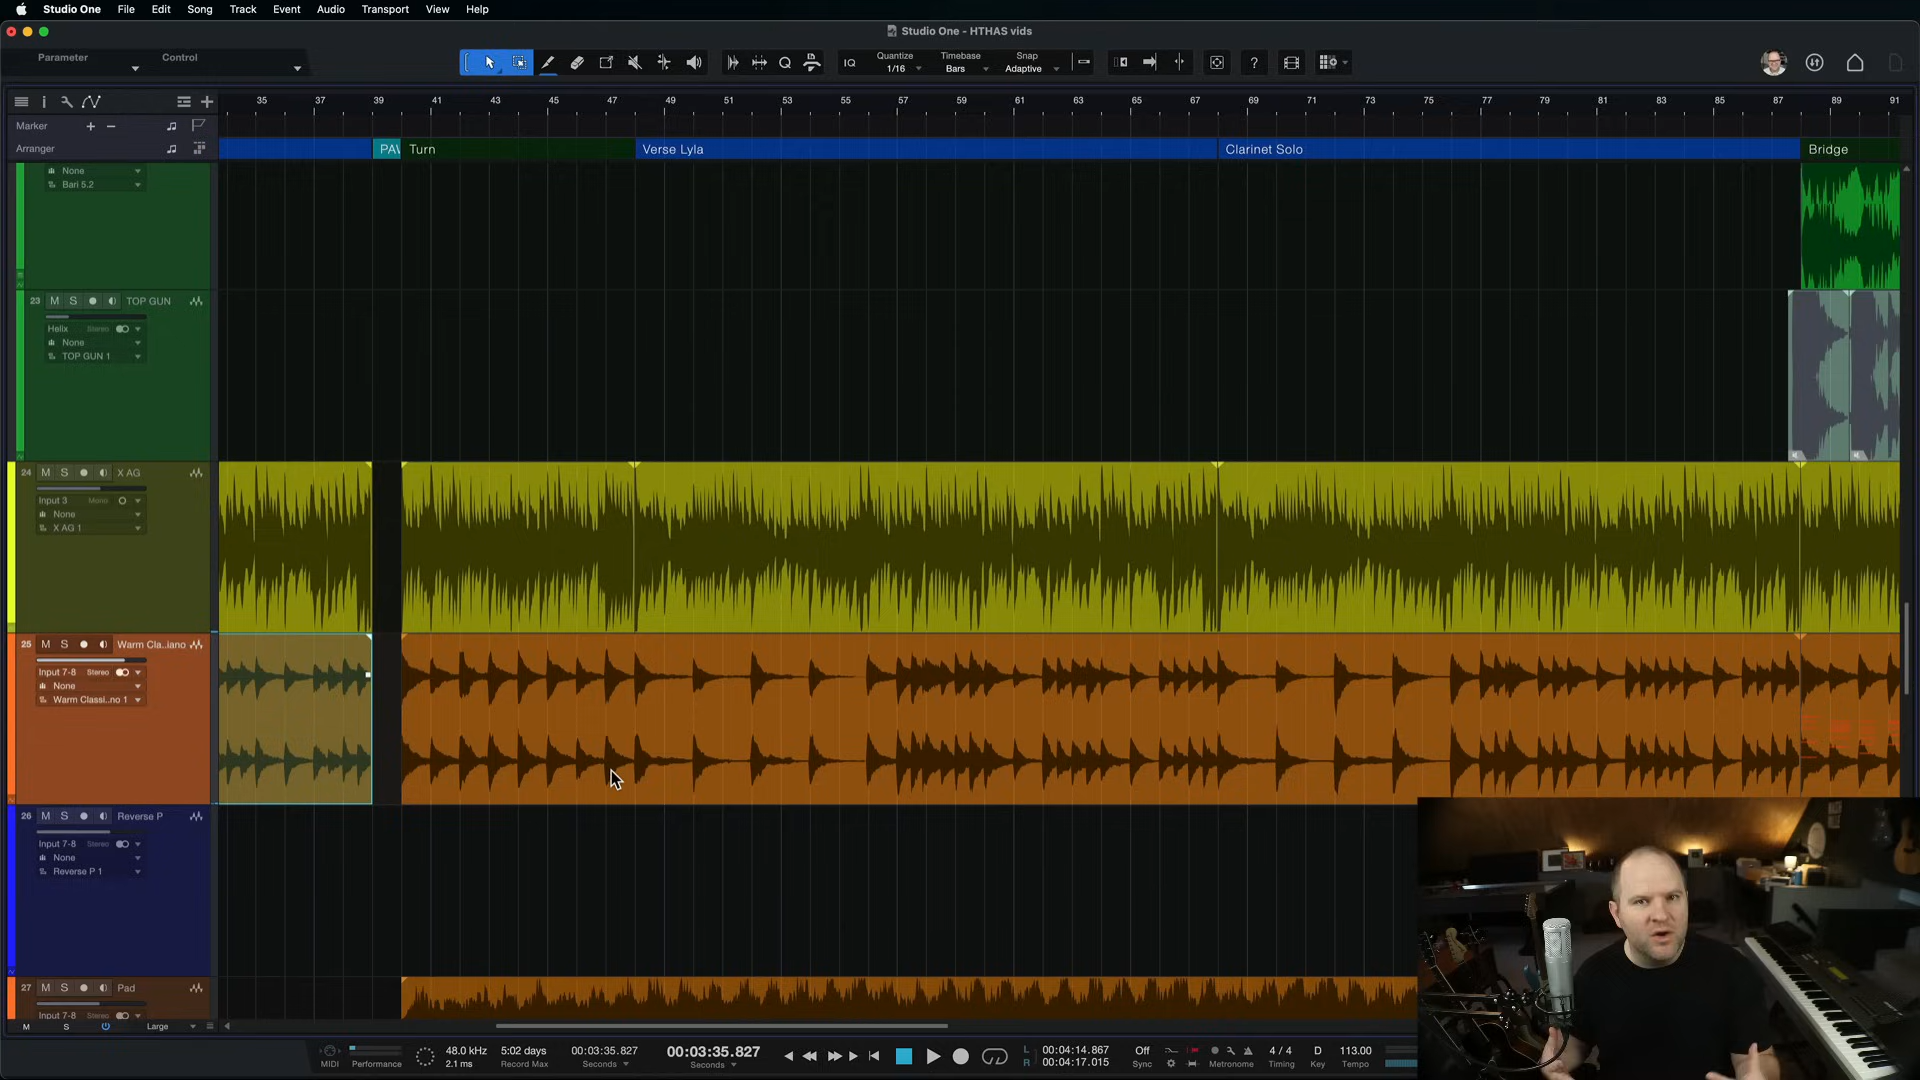 Studio One File Edit Song Track Event Audio Transport View Help
Studio One - HTHAS vids
Parameter Control
IQ Quantize 1/16 Timebase Bars Snap Adaptive ?
35 37 39 41 43 45 47 49 51 53 55 57 59 61 63 65 67 69 71 73 75 77 79 81 83 85 87 89 91
Marker
Arranger
Turn Verse Lyla Clarinet Solo Bridge
None
Bari 5.2
23 M S TOP GUN
Helix Stereo
None
TOP GUN 1
24 M S X AG
Input 3 Mono
None
X AG 1
25 M S Warm Cla..iano
Input 7-8 Stereo
None
Warm Classi..no 1
26 M S Reverse P
Input 7-8 Stereo
None
Reverse P 1
27 M S Pad
Input 7-8 Stereo
M S Large
MIDI Performance
48.0 kHz
2.1 ms
5:02 days
Record Max
00:03:35.827
Seconds
00:03:35.827
Seconds
L 00:04:14.867
R 00:04:17.015
Off
Sync
Metronome
4 / 4
Timing
D
Key
113.00
Tempo